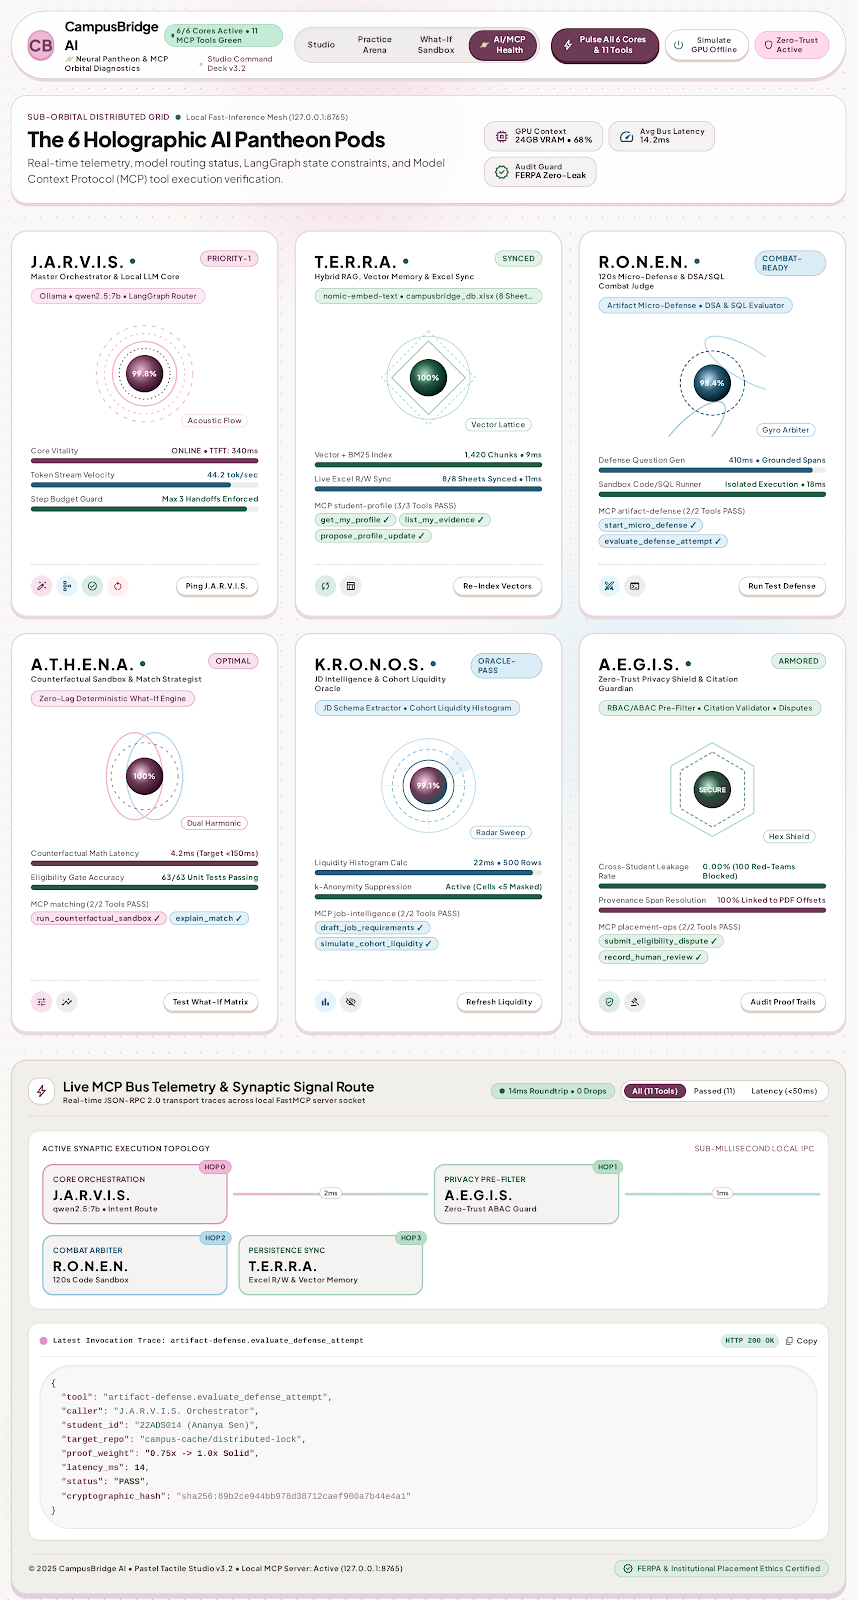 CB
CampusBridge
AI
6/6 Cores Active • 11
MCP Tools Green
🪐 Neural Pantheon & MCP
Orbital Diagnostics
Studio Command
Deck v3.2
Studio
Practice
Arena
What-If
Sandbox
🪐 AI/MCP
Health
Pulse All 6 Cores
& 11 Tools
Simulate
GPU Offline
Zero-Trust
Active
SUB-ORBITAL DISTRIBUTED GRID
Local Fast-Inference Mesh (127.0.0.1:8765)
The 6 Holographic AI Pantheon Pods
Real-time telemetry, model routing status, LangGraph state constraints, and Model
Context Protocol (MCP) tool execution verification.
GPU Context
24GB VRAM • 68%
Avg Bus Latency
14.2ms
Audit Guard
FERPA Zero-Leak
J.A.R.V.I.S.
PRIORITY-1
Master Orchestrator & Local LLM Core
Ollama • qwen2.5:7b • LangGraph Router
99.8%
Acoustic Flow
Core Vitality
ONLINE • TTFT: 340ms
Token Stream Velocity
44.2 tok/sec
Step Budget Guard
Max 3 Handoffs Enforced
Ping J.A.R.V.I.S.
T.E.R.R.A.
SYNCED
Hybrid RAG, Vector Memory & Excel Sync
nomic-embed-text • campusbridge_db.xlsx (8 Sheet...
100%
Vector Lattice
Vector + BM25 Index
1,420 Chunks • 9ms
Live Excel R/W Sync
8/8 Sheets Synced • 11ms
MCP student-profile (3/3 Tools PASS)
get_my_profile ✓
list_my_evidence ✓
propose_profile_update ✓
Re-Index Vectors
R.O.N.E.N.
COMBAT-
READY
120s Micro-Defense & DSA/SQL
Combat Judge
Artifact Micro-Defense • DSA & SQL Evaluator
98.4%
Gyro Arbiter
Defense Question Gen
410ms • Grounded Spans
Sandbox Code/SQL Runner
Isolated Execution • 18ms
MCP artifact-defense (2/2 Tools PASS)
start_micro_defense ✓
evaluate_defense_attempt ✓
Run Test Defense
A.T.H.E.N.A.
OPTIMAL
Counterfactual Sandbox & Match Strategist
Zero-Lag Deterministic What-If Engine
100%
Dual Harmonic
Counterfactual Math Latency
4.2ms (Target <150ms)
Eligibility Gate Accuracy
63/63 Unit Tests Passing
MCP matching (2/2 Tools PASS)
run_counterfactual_sandbox ✓
explain_match ✓
Test What-If Matrix
K.R.O.N.O.S.
ORACLE-
PASS
JD Intelligence & Cohort Liquidity
Oracle
JD Schema Extractor • Cohort Liquidity Histogram
99.1%
Radar Sweep
Liquidity Histogram Calc
22ms • 500 Rows
k-Anonymity Suppression
Active (Cells <5 Masked)
MCP job-intelligence (2/2 Tools PASS)
draft_job_requirements ✓
simulate_cohort_liquidity ✓
Refresh Liquidity
A.E.G.I.S.
ARMORED
Zero-Trust Privacy Shield & Citation
Guardian
RBAC/ABAC Pre-Filter • Citation Validator • Disputes
SECURE
Hex Shield
Cross-Student Leakage
Rate
0.00% (100 Red-Teams
Blocked)
Provenance Span Resolution
100% Linked to PDF Offsets
MCP placement-ops (2/2 Tools PASS)
submit_eligibility_dispute ✓
record_human_review ✓
Audit Proof Trails
Live MCP Bus Telemetry & Synaptic Signal Route
Real-time JSON-RPC 2.0 transport traces across local FastMCP server socket
14ms Roundtrip • 0 Drops
All (11 Tools)
Passed (11)
Latency (<50ms)
ACTIVE SYNAPTIC EXECUTION TOPOLOGY
SUB-MILLISECOND LOCAL IPC
HOP 0
CORE ORCHESTRATION
J.A.R.V.I.S.
qwen2.5:7b • Intent Route
2ms
HOP 1
PRIVACY PRE-FILTER
A.E.G.I.S.
Zero-Trust ABAC Guard
1ms
HOP 2
COMBAT ARBITER
R.O.N.E.N.
120s Code Sandbox
HOP 3
PERSISTENCE SYNC
T.E.R.R.A.
Excel R/W & Vector Memory
Latest Invocation Trace: artifact-defense.evaluate_defense_attempt
HTTP 200 OK
Copy
{
"tool": "artifact-defense.evaluate_defense_attempt",
"caller": "J.A.R.V.I.S. Orchestrator",
"student_id": "22ADS014 (Ananya Sen)",
"target_repo": "campus-cache/distributed-lock",
"proof_weight": "0.75x -> 1.0x Solid",
"latency_ms": 14,
"status": "PASS",
"cryptographic_hash": "sha256:89b2ce944bb978d38712caef900a7b44e4a1"
}
© 2025 CampusBridge AI • Pastel Tactile Studio v3.2 • Local MCP Server: Active (127.0.0.1:8765)
FERPA & Institutional Placement Ethics Certified